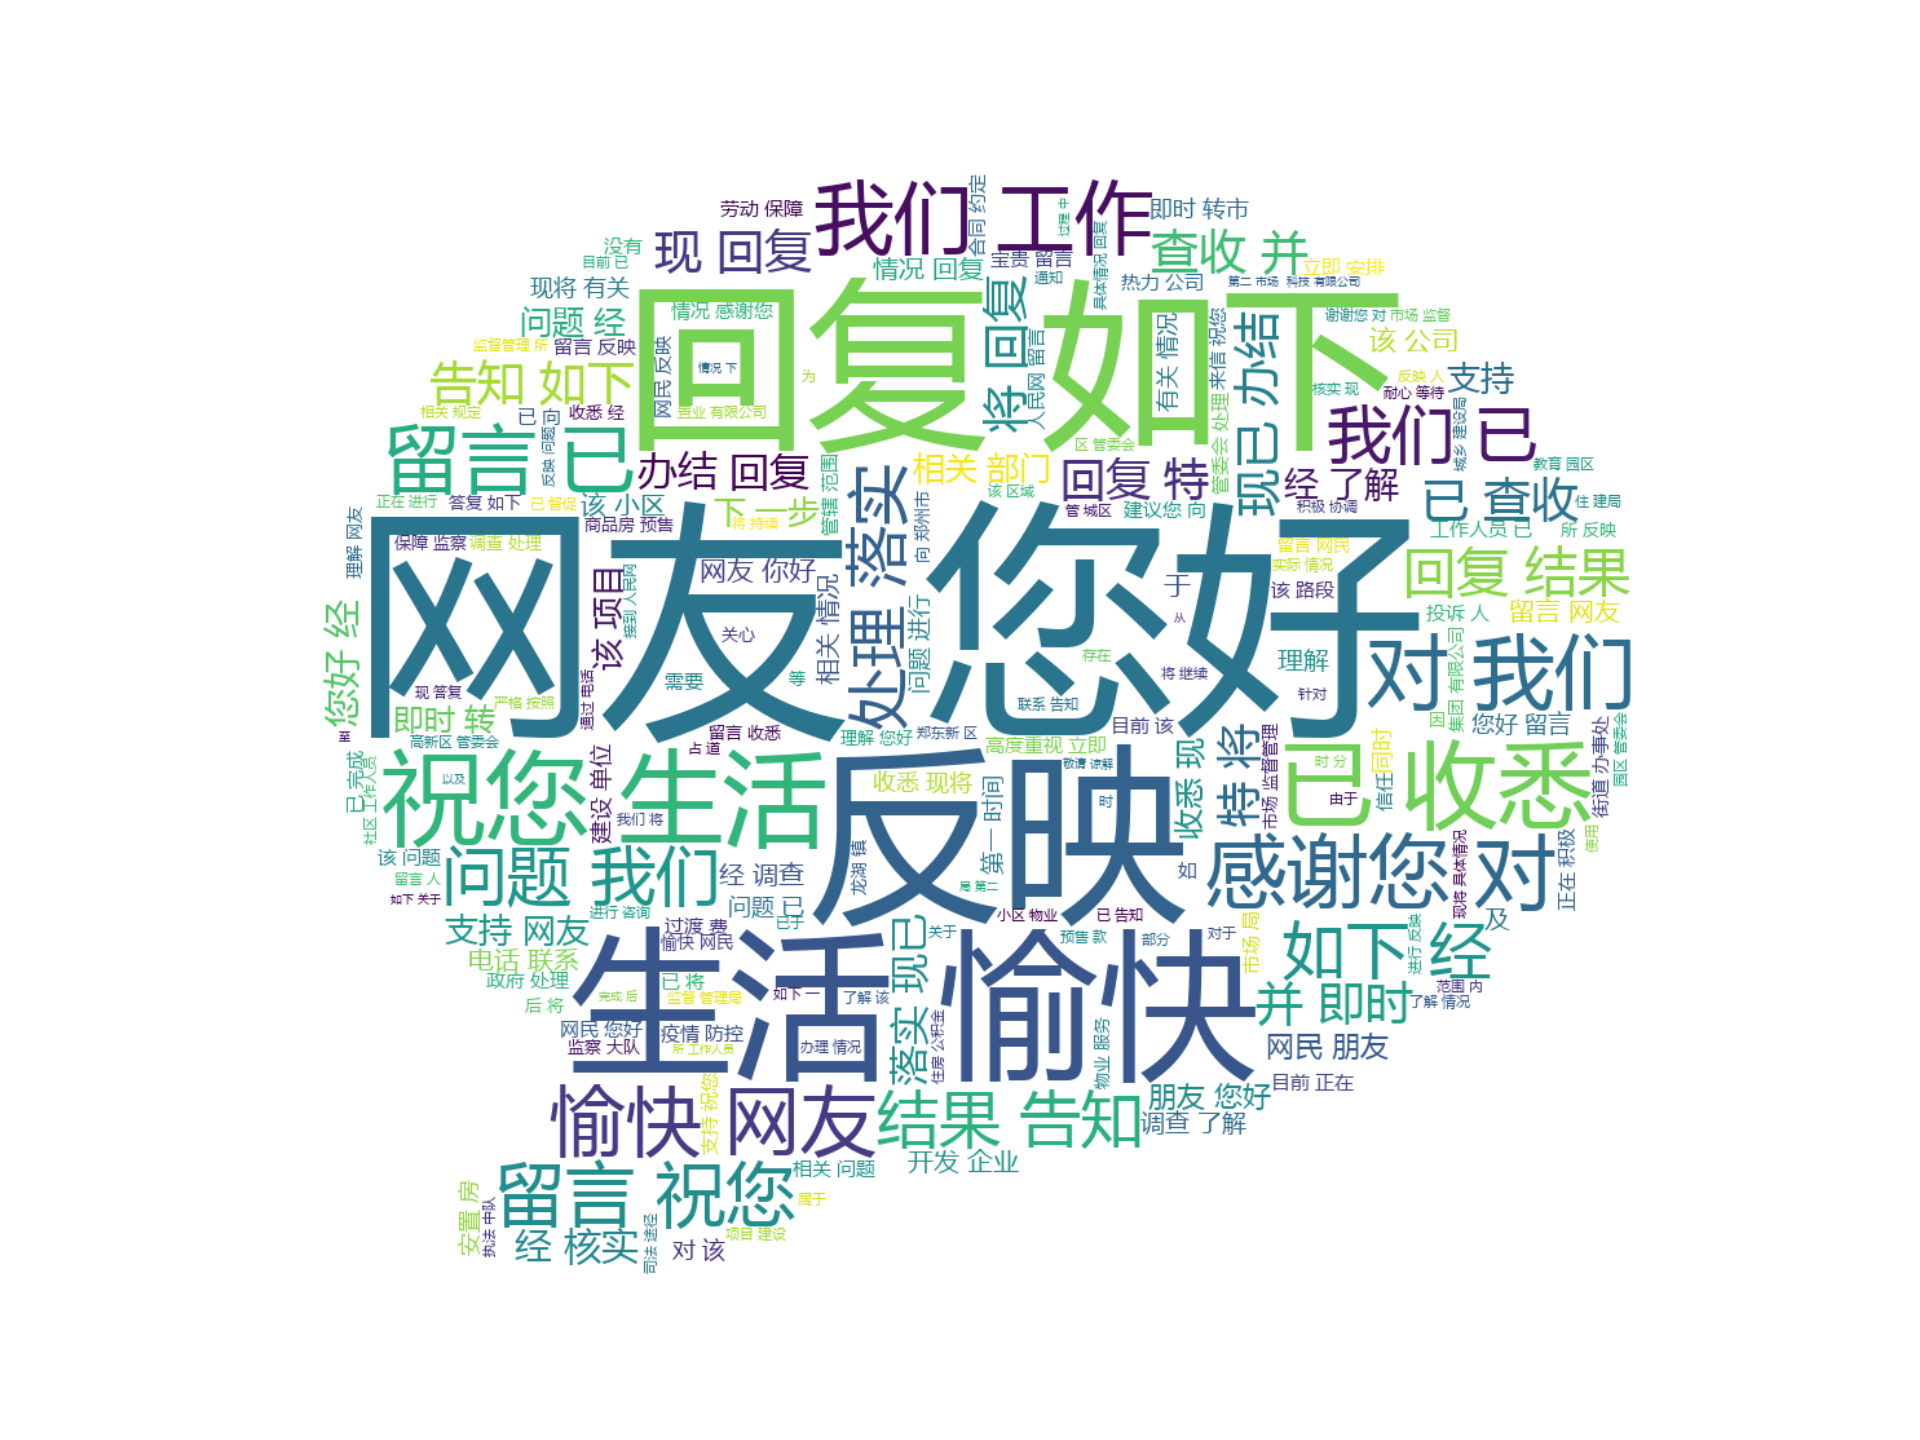 劳动 保障
我们 工作
合同 约定
过程 中
即时 转市
没有
目前 已
现 回复
情况 回复
宝贵 留言
通知
具体情况 回复
查收 并
立即 安排
热力 公司
第二 市场
科技 有限公司
现将 有关
问题 经
情况 感谢您
将 回复
人民网 留言
有关 情况
来信 祝您
谢谢您 对
市场 监督
该 公司
监督管理 所
留言 反映
网民 反映
回复 如下
情况 下
为
现已 办结
核实 现
反映 人
耐心 等待
支持
告知 如下
相关 规定
已 向
收悉 经
置业 有限公司
管委会 处理
我们 已
城乡 建设局
留言 已
反映 问题
办结 回复
管辖 范围
相关 部门
区 管委会
回复 特
经 了解
教育 园区
正在 进行
答复 如下
已 督促
该 小区
下 一步
该 区域
管 城区
建议您 向
积极 协调
已 查收
住 建局
商品房 预售
将 持续
向 郑州市
工作人员 已
所 反映
理解 网友
保障 监察
调查 处理
网友 您好
处理 落实
网友 你好
留言 网民
实际 情况
回复 结果
该 项目
接到 人民网
关心
相关 情况
问题 进行
于
从
该 路段
投诉 人
留言 网友
您好 经
需要
等
存在
将 继续
理解
针对
对 我们
集团 有限公司
因
现 答复
严格 按照
通过 电话
联系 告知
即时 转
至
高新区 管委会
留言 收悉
占 道
理解 您好
郑东新 区
高度重视 立即
目前 该
您好 留言
街道 办事处
园区 管委会
已 完成
社区 工作人员
祝您 生活
以及
建设 单位
我们 将
反映
收悉 现将
敬请 谅解
第一 时间
收悉 现
特 将
市场 监督管理
时 分
由于
同时
信任
已 收悉
使用
该 问题
留言 人
如下 关于
问题 我们
经 调查
问题 已
龙湖 镇
局 第二
如
感谢您 对
现将 具体情况
正在 积极
支持 网友
进行 咨询
过渡 费
已于
愉快 网民
小区 物业
已 告知
关于
预售 款
部分
对于
市场 局
如下 经
进行 反映
及
电话 联系
政府 处理
后 将
完成 后
已 将
监督 管理局
如下 一
了解 该
生活 愉快
落实 现已
并 即时
范围 内
了解 情况
网民 您好
疫情 防控
监察 大队
所 工作人员
办理 情况
住房 公积金
物业 服务
网民 朋友
目前 正在
愉快 网友
支持 祝您
结果 告知
朋友 您好
调查 了解
留言 祝您
相关 问题
开发 企业
安置 房
执法 中队
属于
经 核实
司法 途径
对 该
项目 建设